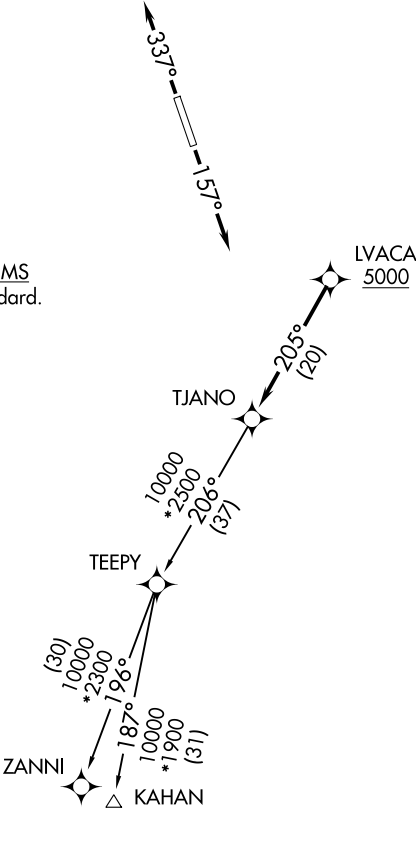 337°
157°
LVACA
5000
MS
dard.
205°
(20)
TJANO
10000
*2500
206°
(37)
TEEPY
(30)
10000
*2300
196°
187°
10000
*1900
(31)
ZANNI
KAHAN